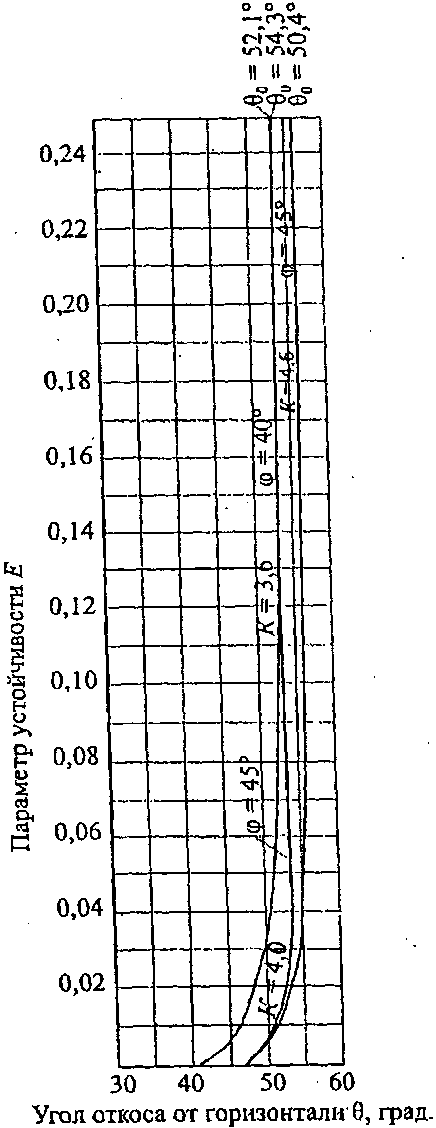 θ₀ = 52,1°
θ₀ = 54,3°
θ₀ = 50,4°
0,24
0,22
0,20
0,18
0,16
0,14
0,12
0,10
0,08
0,06
0,04
0,02
Параметр устойчивости F
φ = 45°
K = 4,6
φ = 40°
K = 3,6
φ = 45°
K = 4,0
30
40
50
60
Угол откоса от горизонтали θ, град.